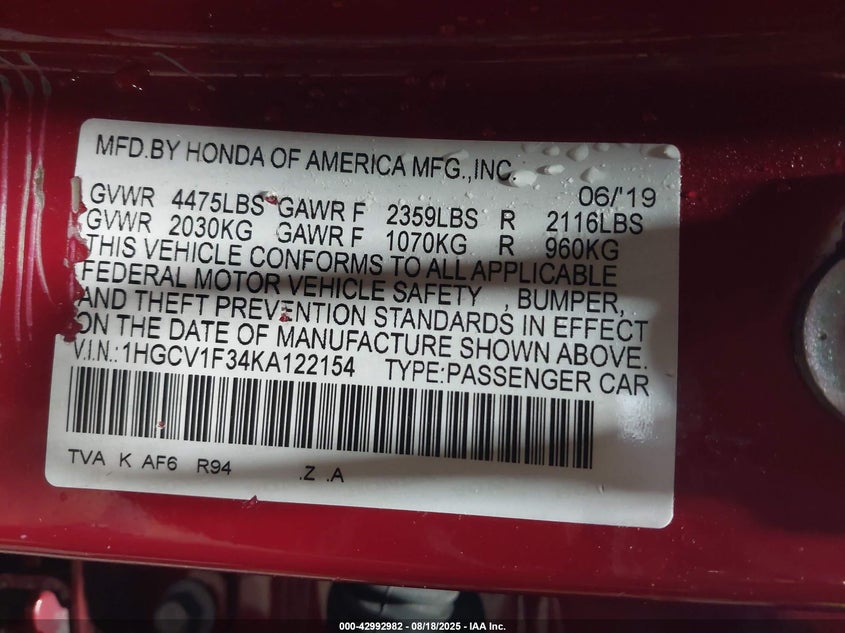 MFD.BY HONDA OF AMERICA MFG.,INC.
06/'19
GVWR 4475LBS GAWR F 2359LBS R 2116LBS
GVWR 2030KG GAWR F 1070KG R 960KG
THIS VEHICLE CONFORMS TO ALL APPLICABLE
FEDERAL MOTOR VEHICLE SAFETY , BUMPER,
AND THEFT PREVENTION STANDARDS IN EFFECT
ON THE DATE OF MANUFACTURE SHOWN ABOVE.
V.I.N.:1HGCV1F34KA122154 TYPE:PASSENGER CAR
TVA K AF6 R94 .Z .A
000-42992982 - 08/18/2025 - IAA Inc.